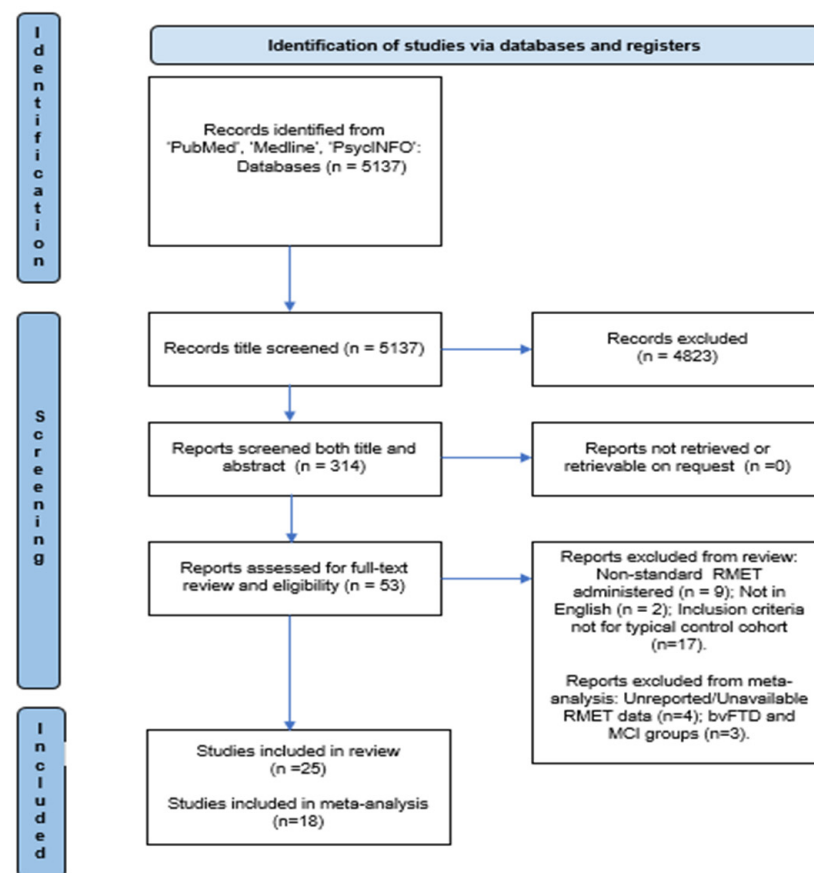 Identification
Identification of studies via databases and registers
Records identified from
'PubMed', 'Medline', 'PsycINFO':
Databases (n = 5137)
Screening
Records title screened (n = 5137)
Records excluded
(n = 4823)
Reports screened both title and
abstract (n = 314)
Reports not retrieved or
retrievable on request (n =0)
Reports assessed for full-text
review and eligibility (n = 53)
Reports excluded from review:
Non-standard RMET
administered (n = 9); Not in
English (n = 2); Inclusion criteria
not for typical control cohort
(n=17).
Reports excluded from meta-
analysis: Unreported/Unavailable
RMET data (n=4); bvFTD and
MCI groups (n=3).
Included
Studies included in review
(n =25)
Studies included in meta-analysis
(n=18)